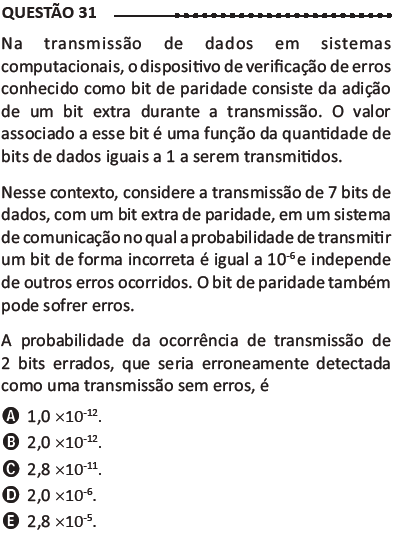 QUESTÃO 31
Na transmissão de dados em sistemas
computacionais, o dispositivo de verificação de erros
conhecido como bit de paridade consiste da adição
de um bit extra durante a transmissão. O valor
associado a esse bit é uma função da quantidade de
bits de dados iguais a 1 a serem transmitidos.
Nesse contexto, considere a transmissão de 7 bits de
dados, com um bit extra de paridade, em um sistema
de comunicação no qual a probabilidade de transmitir
um bit de forma incorreta é igual a 10⁻⁶ e independe
de outros erros ocorridos. O bit de paridade também
pode sofrer erros.
A probabilidade da ocorrência de transmissão de
2 bits errados, que seria erroneamente detectada
como uma transmissão sem erros, é
A 1,0 ×10⁻¹².
B 2,0 ×10⁻¹².
C 2,8 ×10⁻¹¹.
D 2,0 ×10⁻⁶.
E 2,8 ×10⁻⁵.